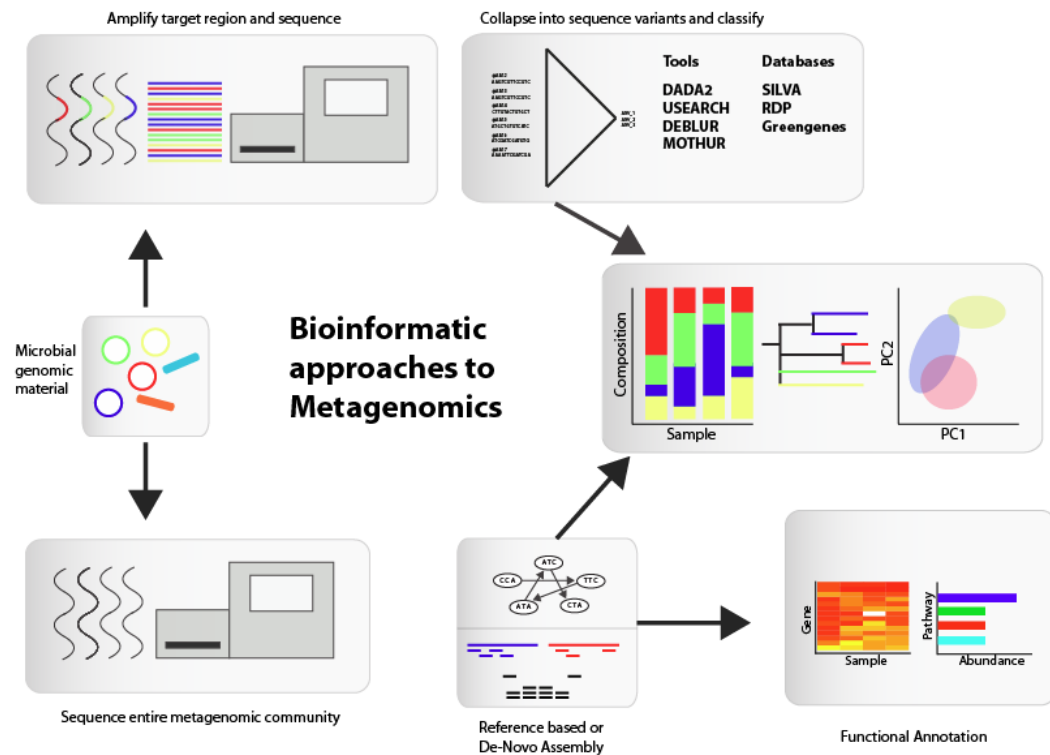 Amplify target region and sequence
Collapse into sequence variants and classify
Tools
Databases
DADA2
USEARCH
DEBLUR
MOTHUR
SILVA
RDP
Greengenes
Microbial
genomic
material
Bioinformatic
approaches to
Metagenomics
Composition
Sample
PC2
PC1
ATC
CCA
TTC
ATA
CTA
Gene
Sample
Pathway
Abundance
Sequence entire metagenomic community
Reference based or
De-Novo Assembly
Functional Annotation